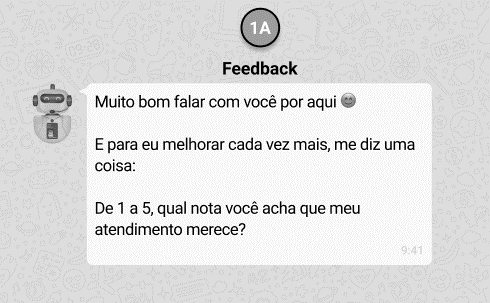 1A
Feedback
Muito bom falar com você por aqui 😊
E para eu melhorar cada vez mais, me diz uma
coisa:
De 1 a 5, qual nota você acha que meu
atendimento merece?
9:41